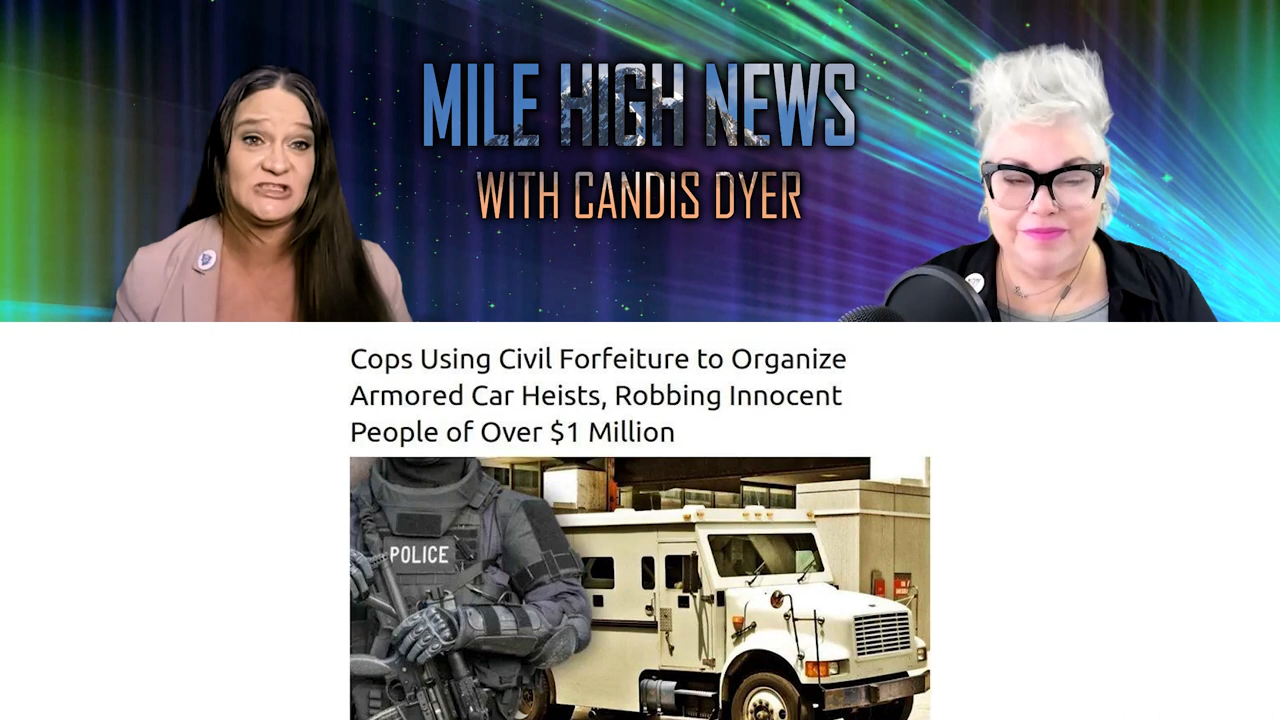 MILE HIGH NEWS
WITH CANDIS DYER
Cops Using Civil Forfeiture to Organize
Armored Car Heists, Robbing Innocent
People of Over $1 Million
POLICE